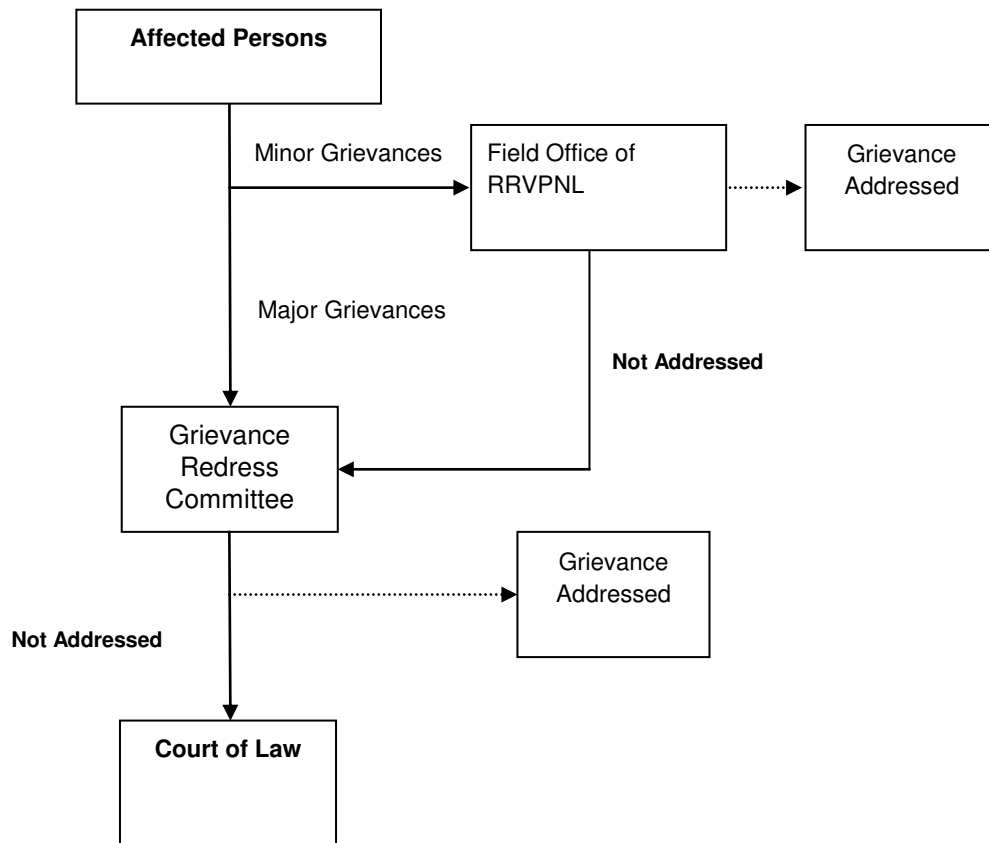 Affected Persons
Minor Grievances
Field Office of
RRVPNL
Grievance
Addressed
Major Grievances
Not Addressed
Grievance
Redress
Committee
Grievance
Addressed
Not Addressed
Court of Law